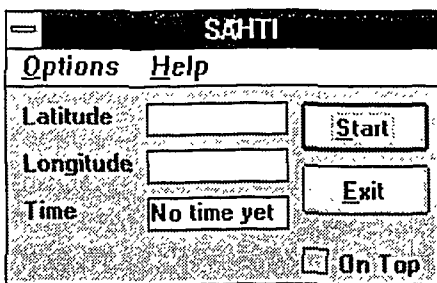 SAHTI
Options Help
Latitude
Start
Longitude
Exit
Time No time yet
On Top